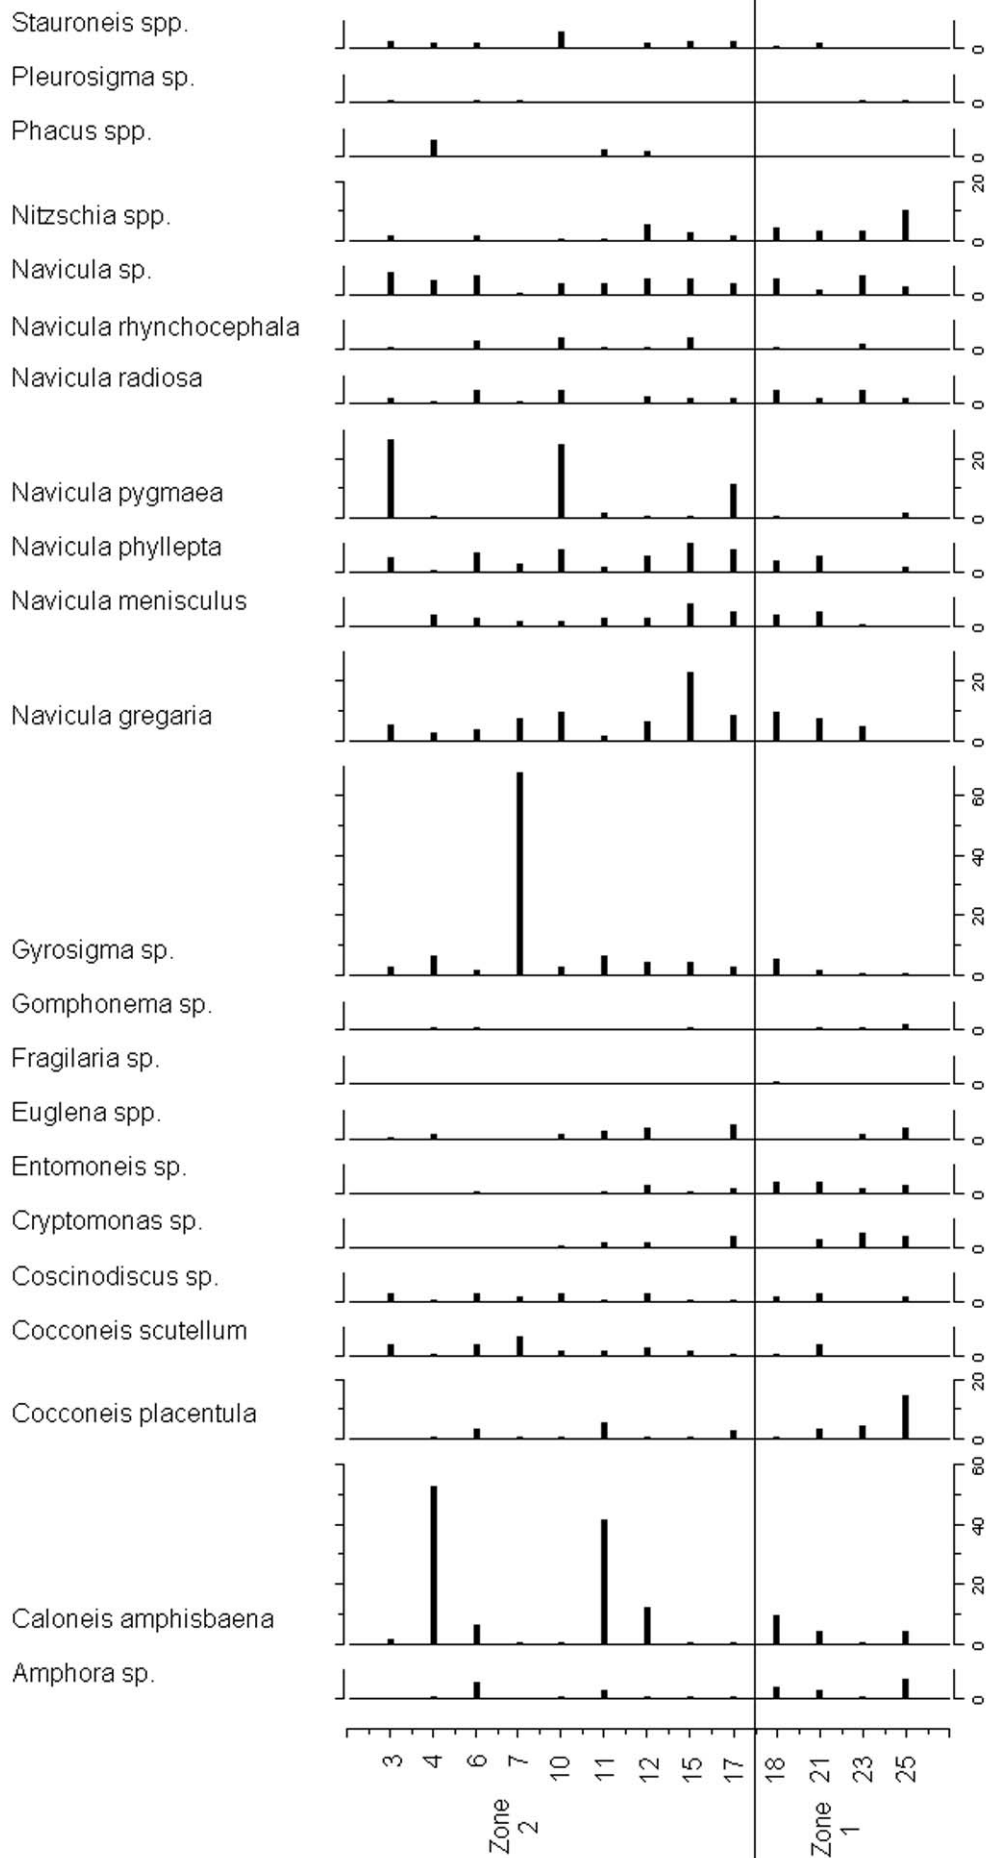 Stauroneis spp.
0
Pleurosigma sp.
0
Phacus spp.
0
20
Nitzschia spp.
0
Navicula sp.
0
Navicula rhynchocephala
0
Navicula radiosa
0
20
Navicula pygmaea
0
Navicula phyllepta
0
Navicula menisculus
0
20
Navicula gregaria
0
60
40
20
Gyrosigma sp.
0
Gomphonema sp.
0
Fragilaria sp.
0
Euglena spp.
0
Entomoneis sp.
0
Cryptomonas sp.
0
Coscinodiscus sp.
0
Cocconeis scutellum
0
20
Cocconeis placentula
0
60
40
20
Caloneis amphisbaena
0
Amphora sp.
0
3 4 6 7 10 11 12 15 17 18 21 23 25
Zone
2
Zone
1